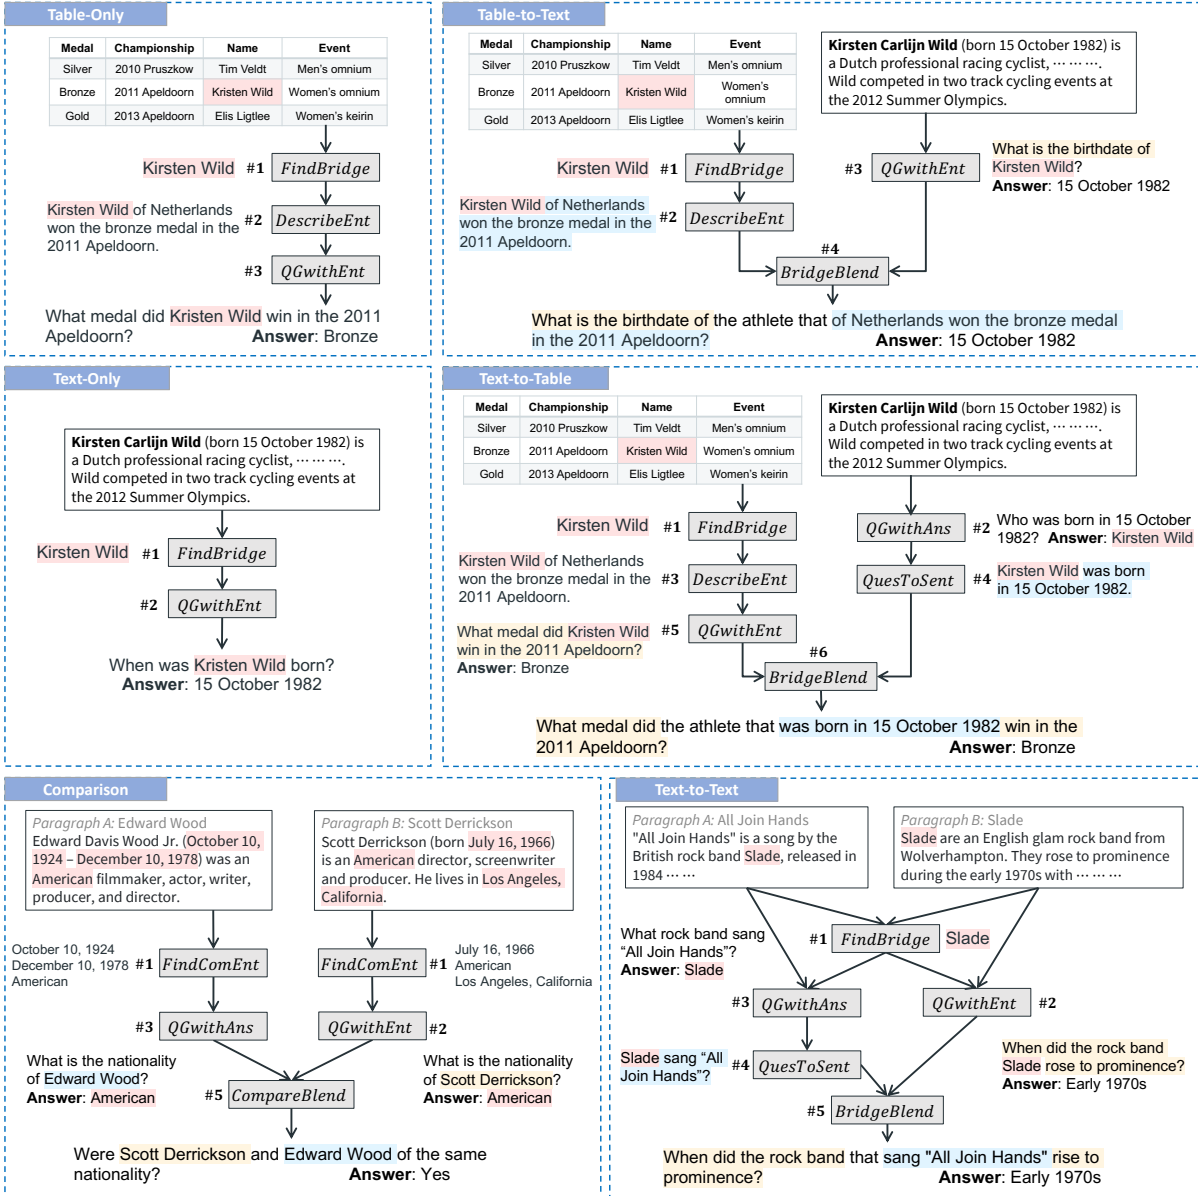 Table-Only
Medal Championship Name Event
Silver 2010 Pruszkow Tim Veldt Men's omnium
Bronze 2011 Apeldoorn Kristen Wild Women's omnium
Gold 2013 Apeldoorn Elis Ligtlee Women's keirin
Kirsten Wild #1 FindBridge
Kirsten Wild of Netherlands
won the bronze medal in the
2011 Apeldoorn.
#2 DescribeEnt
#3 QGwithEnt
What medal did Kristen Wild win in the 2011
Apeldoorn? Answer: Bronze
Table-to-Text
Medal Championship Name Event
Silver 2010 Pruszkow Tim Veldt Men's omnium
Bronze 2011 Apeldoorn Kristen Wild Women's
omnium
Gold 2013 Apeldoorn Elis Ligtlee Women's keirin
Kirsten Carlijn Wild (born 15 October 1982) is
a Dutch professional racing cyclist, ⋯ ⋯ ⋯.
Wild competed in two track cycling events at
the 2012 Summer Olympics.
Kirsten Wild #1 FindBridge
Kirsten Wild of Netherlands
won the bronze medal in the
2011 Apeldoorn.
#2 DescribeEnt
#3 QGwithEnt
What is the birthdate of
Kirsten Wild?
Answer: 15 October 1982
#4
BridgeBlend
What is the birthdate of the athlete that of Netherlands won the bronze medal
in the 2011 Apeldoorn? Answer: 15 October 1982
Text-Only
Kirsten Carlijn Wild (born 15 October 1982) is
a Dutch professional racing cyclist, ⋯ ⋯ ⋯.
Wild competed in two track cycling events at
the 2012 Summer Olympics.
Kirsten Wild #1 FindBridge
#2 QGwithEnt
When was Kristen Wild born?
Answer: 15 October 1982
Text-to-Table
Medal Championship Name Event
Silver 2010 Pruszkow Tim Veldt Men's omnium
Bronze 2011 Apeldoorn Kristen Wild Women's omnium
Gold 2013 Apeldoorn Elis Ligtlee Women's keirin
Kirsten Carlijn Wild (born 15 October 1982) is
a Dutch professional racing cyclist, ⋯ ⋯ ⋯.
Wild competed in two track cycling events at
the 2012 Summer Olympics.
Kirsten Wild #1 FindBridge
Kirsten Wild of Netherlands
won the bronze medal in the
2011 Apeldoorn.
#3 DescribeEnt
What medal did Kristen Wild
win in the 2011 Apeldoorn?
Answer: Bronze
#5 QGwithEnt
QGwithAns #2
Who was born in 15 October
1982? Answer: Kirsten Wild
QuesToSent #4
Kirsten Wild was born
in 15 October 1982.
#6
BridgeBlend
What medal did the athlete that was born in 15 October 1982 win in the
2011 Apeldoorn? Answer: Bronze
Comparison
Paragraph A: Edward Wood
Edward Davis Wood Jr. (October 10,
1924 – December 10, 1978) was an
American filmmaker, actor, writer,
producer, and director.
Paragraph B: Scott Derrickson
Scott Derrickson (born July 16, 1966)
is an American director, screenwriter
and producer. He lives in Los Angeles,
California.
October 10, 1924
December 10, 1978
American
#1 FindComEnt
FindComEnt #1
July 16, 1966
American
Los Angeles, California
#3 QGwithAns
QGwithEnt #2
What is the nationality
of Edward Wood?
Answer: American
What is the nationality
of Scott Derrickson?
Answer: American
#5 CompareBlend
Were Scott Derrickson and Edward Wood of the same
nationality? Answer: Yes
Text-to-Text
Paragraph A: All Join Hands
"All Join Hands" is a song by the
British rock band Slade, released in
1984 ⋯ ⋯
Paragraph B: Slade
Slade are an English glam rock band from
Wolverhampton. They rose to prominence
during the early 1970s with ⋯ ⋯ ⋯
What rock band sang
“All Join Hands”?
Answer: Slade
#1 FindBridge Slade
#3 QGwithAns
QGwithEnt #2
Slade sang “All
Join Hands”?
#4 QuesToSent
When did the rock band
Slade rose to prominence?
Answer: Early 1970s
#5 BridgeBlend
When did the rock band that sang "All Join Hands" rise to
prominence? Answer: Early 1970s